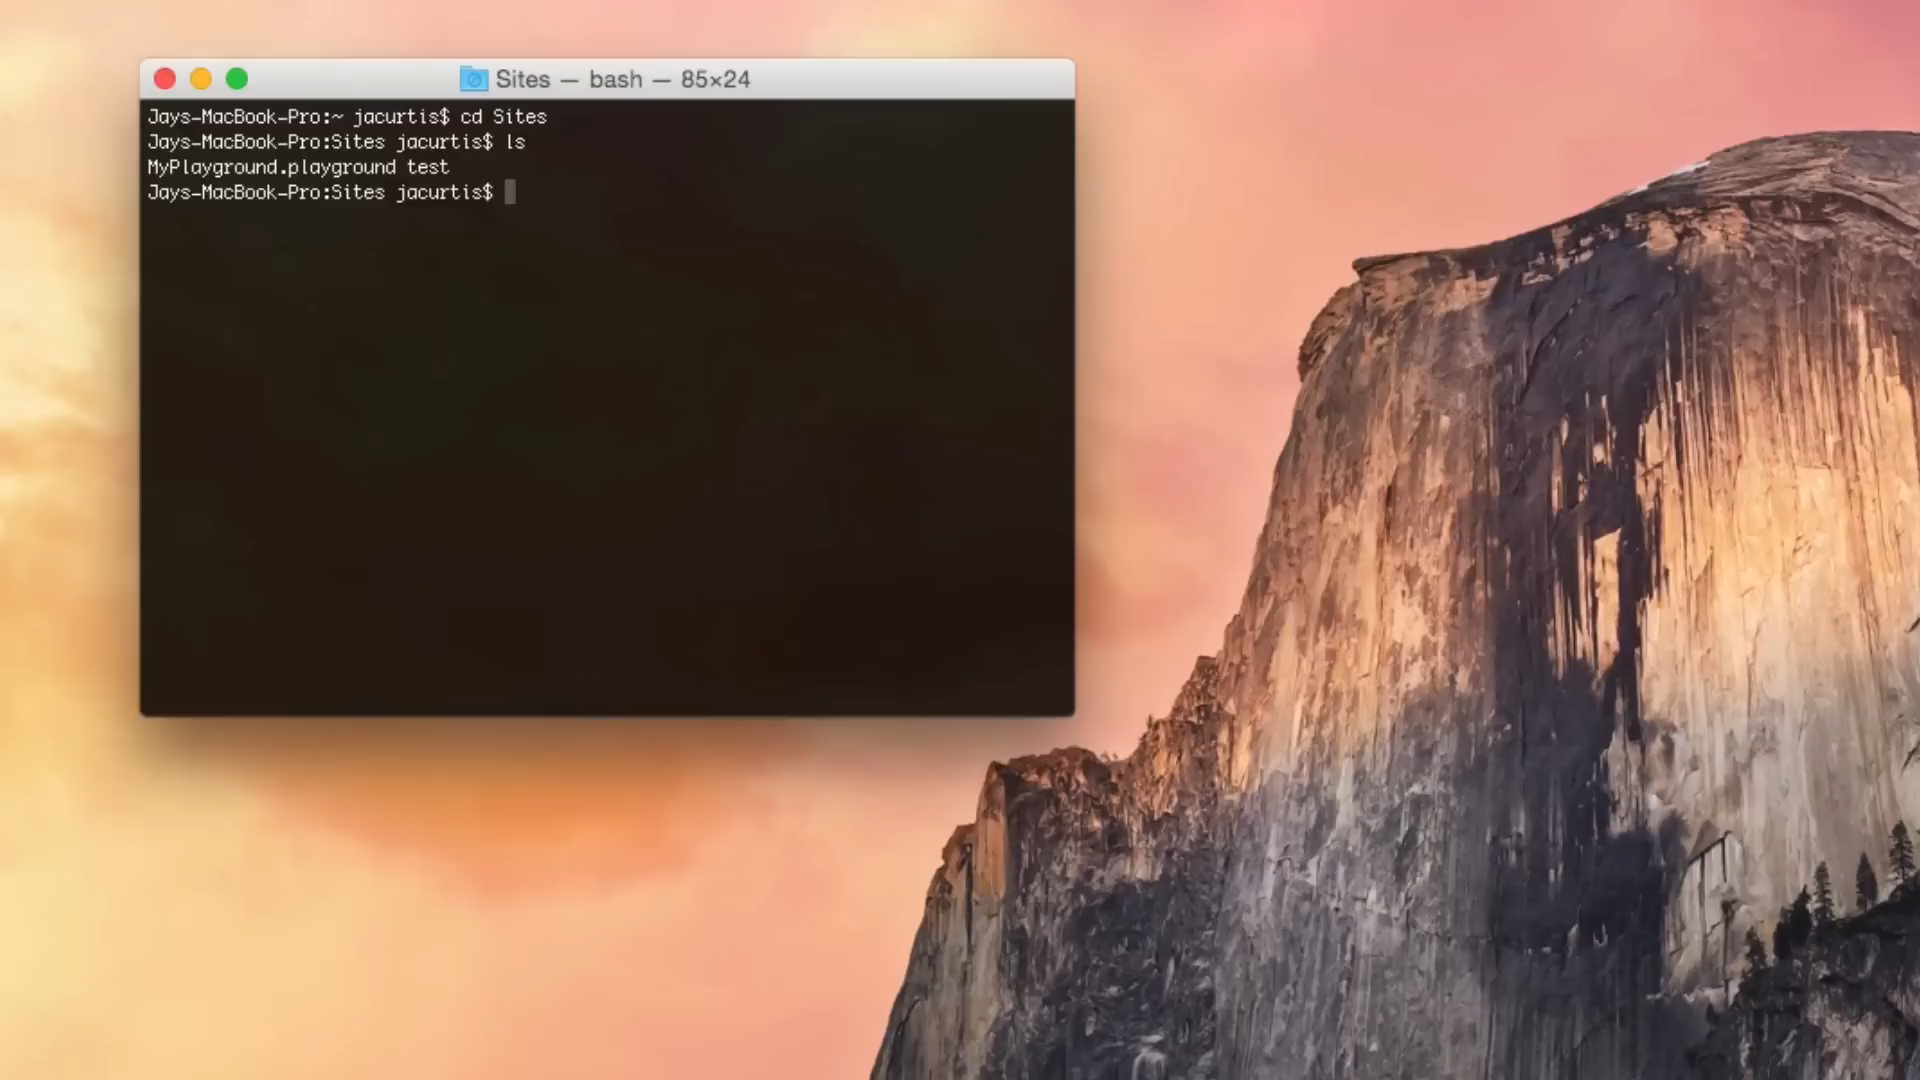 Sites — bash — 85×24
Jays-MacBook-Pro:~ jacurtis$ cd Sites
Jays-MacBook-Pro:Sites jacurtis$ ls
MyPlayground.playground test
Jays-MacBook-Pro:Sites jacurtis$